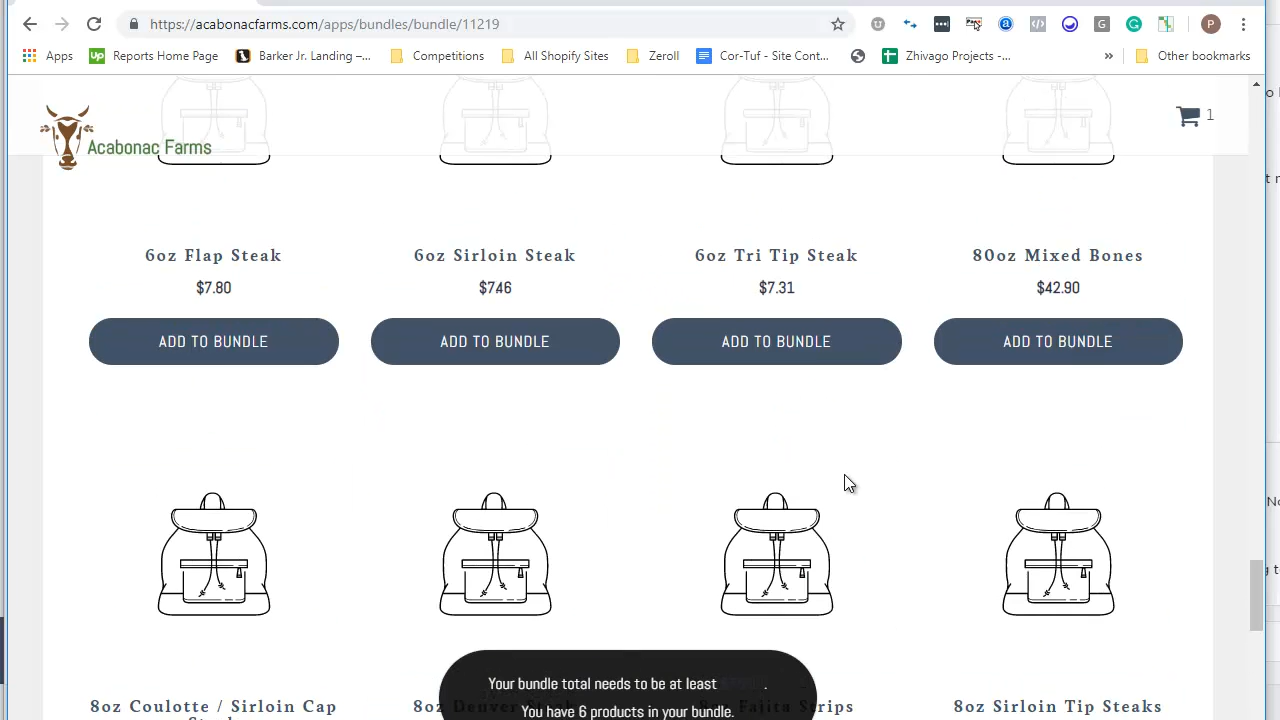 https://acabonacfarms.com/apps/bundles/bundle/11219
Apps Reports Home Page Barker Jr. Landing –... Competitions All Shopify Sites Zeroll Cor-Tuf - Site Cont... Zhivago Projects -... » Other bookmarks
Acabonac Farms
1
6oz Flap Steak 6oz Sirloin Steak 6oz Tri Tip Steak 80oz Mixed Bones
$7.80 $7.46 $7.31 $42.90
ADD TO BUNDLE ADD TO BUNDLE ADD TO BUNDLE ADD TO BUNDLE
Your bundle total needs to be at least .
8oz Coulotte / Sirloin Cap 8oz Denver Fajita Strips 8oz Sirloin Tip Steaks
You have 6 products in your bundle.